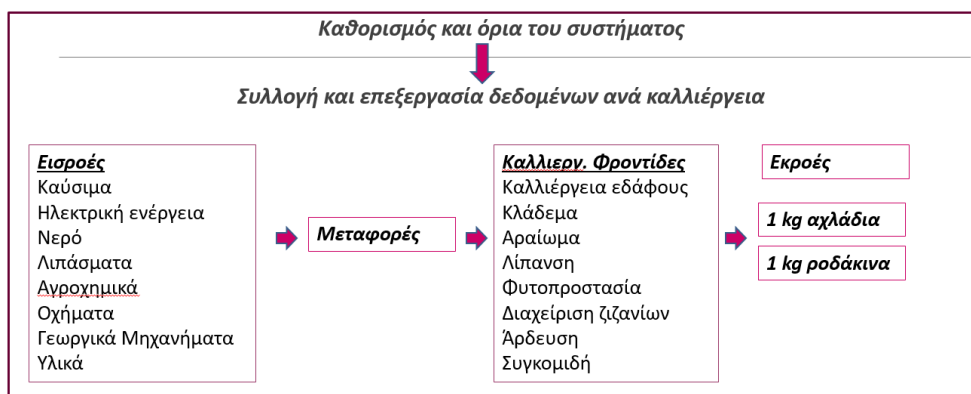 Καθορισμός και όρια του συστήματος
Συλλογή και επεξεργασία δεδομένων ανά καλλιέργεια
Εισροές
Καύσιμα
Ηλεκτρική ενέργεια
Νερό
Λιπάσματα
Αγροχημικά
Οχήματα
Γεωργικά Μηχανήματα
Υλικά
Μεταφορές
Καλλιεργ. Φροντίδες
Καλλιέργεια εδάφους
Κλάδεμα
Αραίωμα
Λίπανση
Φυτοπροστασία
Διαχείριση ζιζανίων
Άρδευση
Συγκομιδή
Εκροές
1 kg αχλάδια
1 kg ροδάκινα